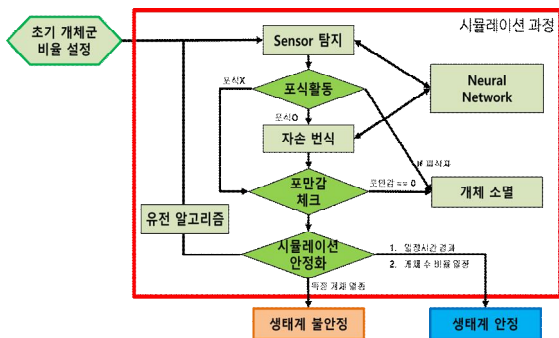 시뮬레이션 과정
초기 개체군
비율 설정
Sensor 탐지
포식X
포식활동
Neural
Network
포식O
자손 번식
If 피식자
포만감
체크
포만감 == 0
개체 소멸
유전 알고리즘
시뮬레이션
안정화
1. 일정시간 경과
2. 개체 수 비율 일정
특정 개체 멸종
생태계 불안정
생태계 안정